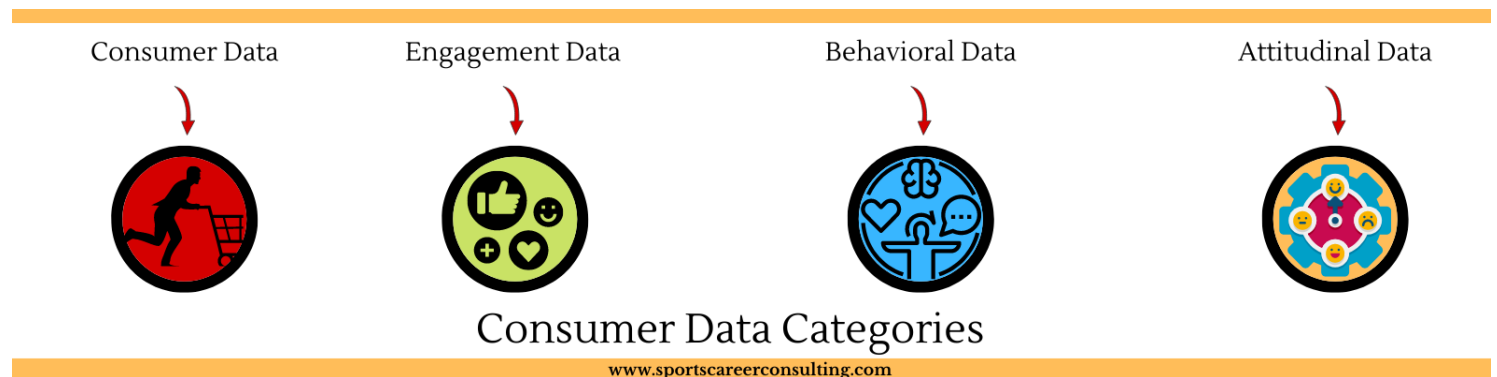 Consumer Data
Engagement Data
Behavioral Data
Attitudinal Data
Consumer Data Categories
www.sportscareerconsulting.com